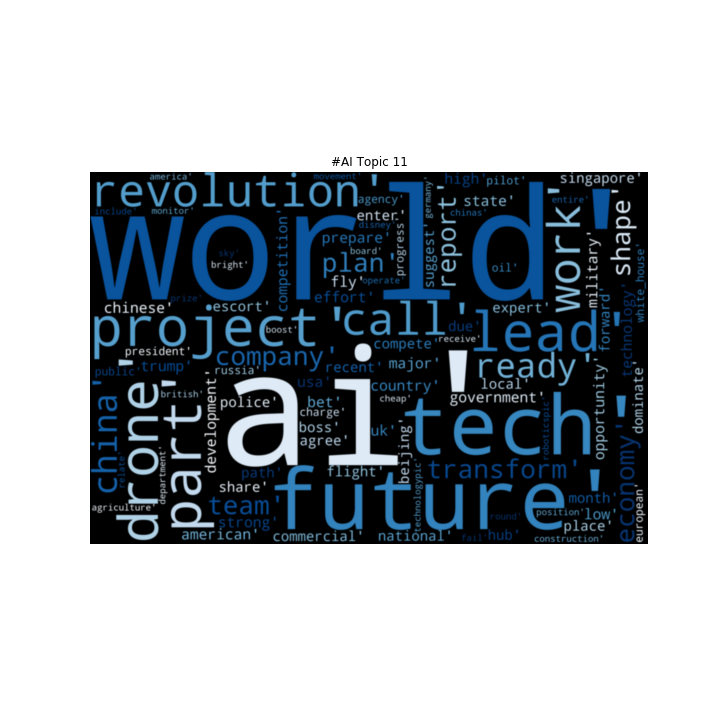 #AI Topic 11
america'
movement'
high'
pilot'
singapore'
revolution'
agency'
include'
monitor'
enter'
disney'
germany'
chinas'
state'
entire'
world'
sky'
bright'
competition'
prepare'
board'
plan'
progress'
suggest'
report'
oil'
work'
military'
shape'
white_house'
fly'
operate'
effort'
prize'
chinese'
escort'
expert'
forward'
technology'
project'
boost'
call'
due'
lead'
president'
company'
compete'
receive'
public'
trump'
russia'
recent'
major'
ready'
usa'
country'
local'
opportunity'
dominate'
british'
police'
development'
ai'
charge'
bet'
cheap'
government'
boss'
agree'
uk'
beijing'
tech'
roboticspic'
china'
relate'
drone'
department'
part'
path'
flight'
transform'
economy'
share'
agriculture'
team'
strong'
future'
technologypic'
round'
month'
position'
low'
place'
european'
american'
commercial'
national'
fail'
hub'
construction'